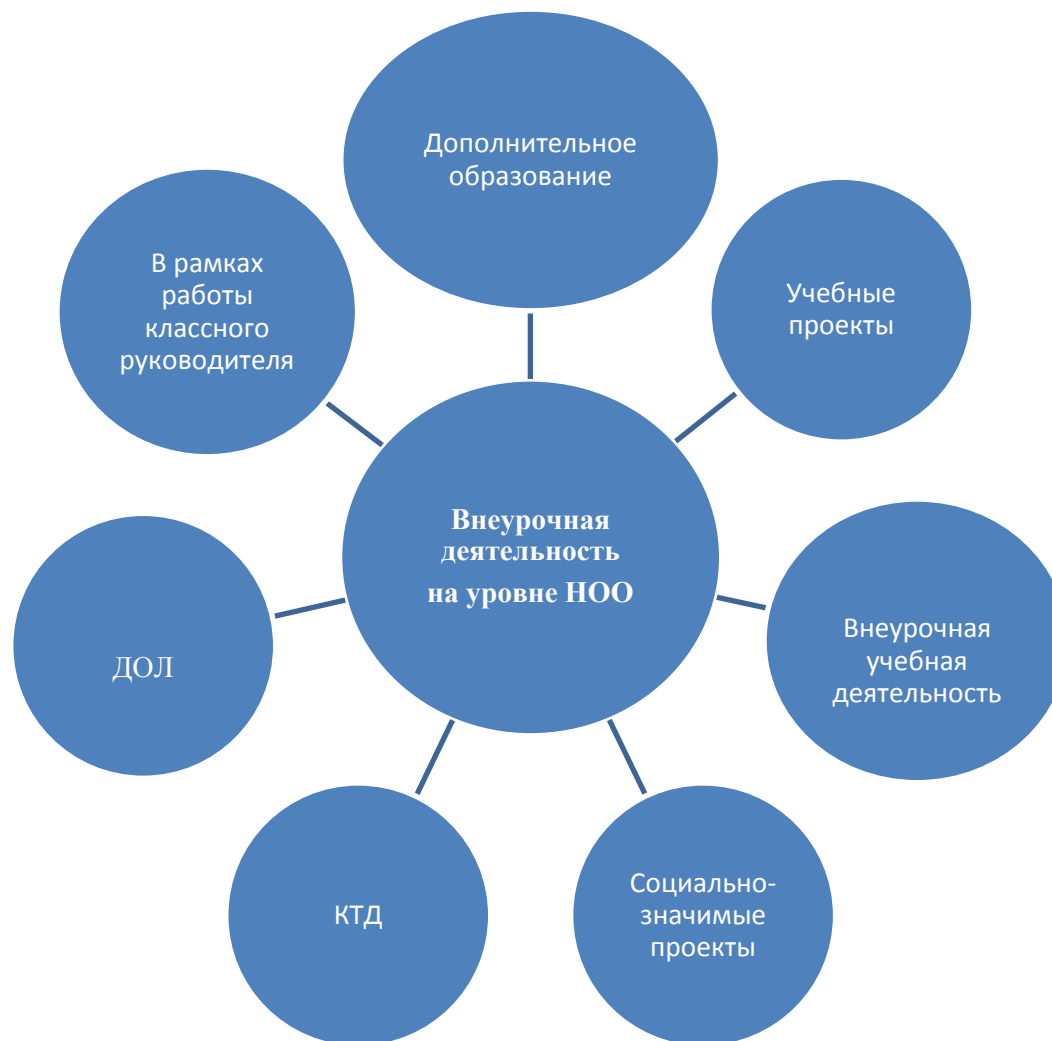 Дополнительное
образование
Учебные
проекты
Внеурочная
учебная
деятельность
Социально-
значимые
проекты
КТД
ДОЛ
В рамках
работы
классного
руководителя
Внеурочная
деятельность
на уровне НОО